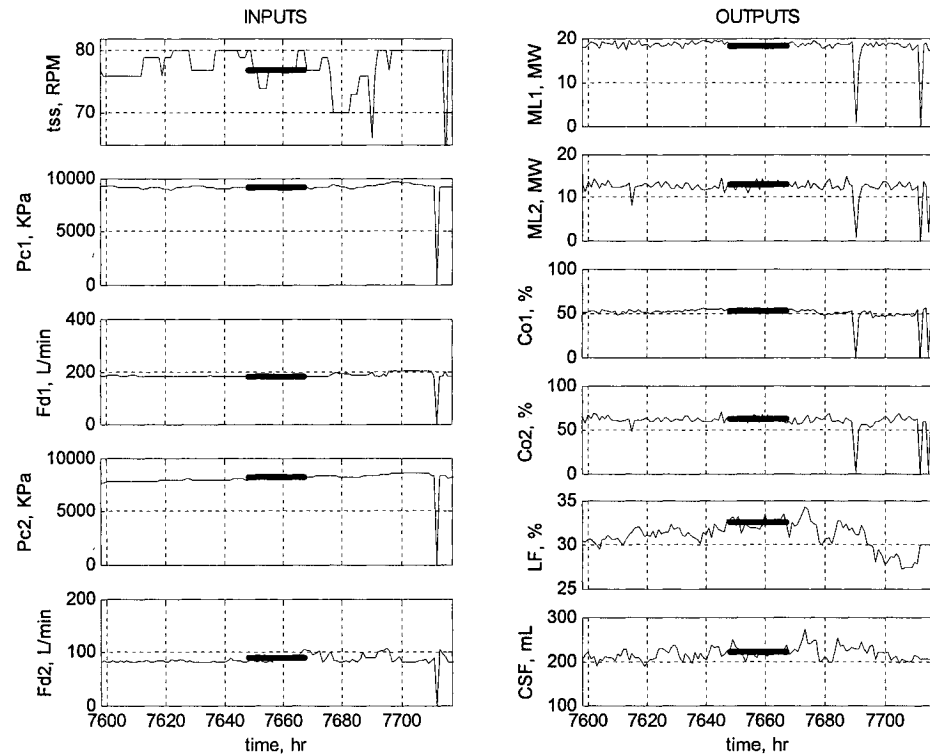 INPUTS
80
70
tss, RPM
10000
5000
0
Pc1, KPa
400
200
0
Fd1, L/min
10000
5000
0
Pc2, KPa
200
100
0
Fd2, L/min
7600 7620 7640 7660 7680 7700
time, hr
OUTPUTS
20
10
0
ML1, MW
20
10
0
ML2, MW
100
50
0
Co1, %
100
50
0
Co2, %
35
30
25
LF, %
300
200
100
CSF, mL
7600 7620 7640 7660 7680 7700
time, hr